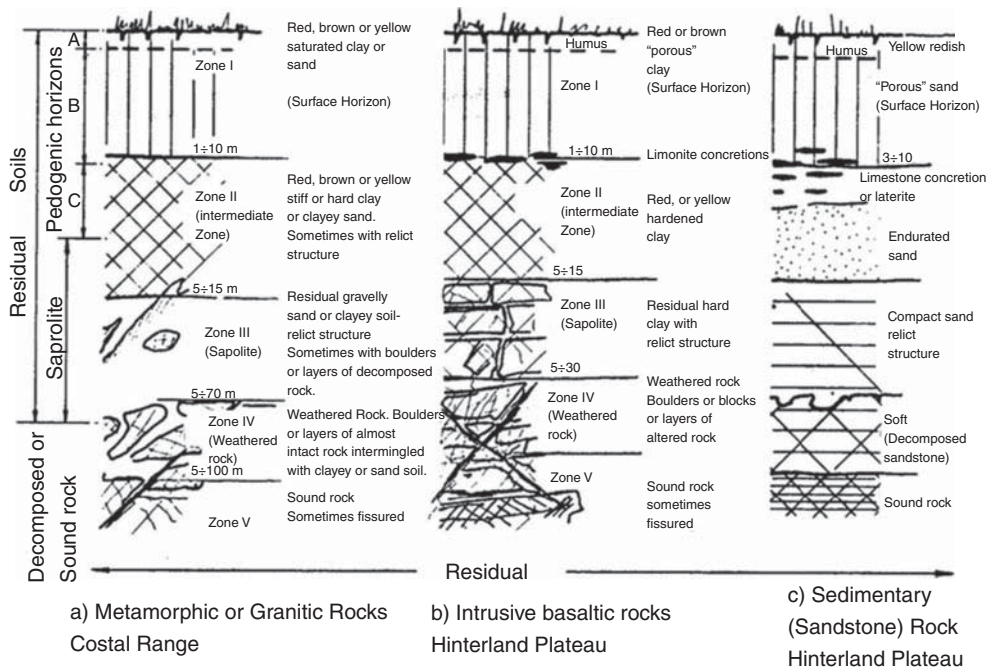 Soils
Residual
Pedogenic horizons
Saprolite
Decomposed or
Sound rock
A
B
C
Zone I
1÷10 m
Zone II
(intermediate
Zone)
5÷15 m
Zone III
(Sapolite)
5÷70 m
Zone IV
(Weathered
rock)
5÷100 m
Zone V
Red, brown or yellow
saturated clay or
sand
(Surface Horizon)
Red, brown or yellow
stiff or hard clay
or clayey sand.
Sometimes with relict
structure
Residual gravelly
sand or clayey soil-
relict structure
Sometimes with boulders
or layers of decomposed
rock.
Weathered Rock. Boulders
or layers of almost
intact rock intermingled
with clayey or sand soil.
Sound rock
Sometimes fissured
Humus
Zone I
1÷10 m
Zone II
(intermediate
Zone)
5÷15
Zone III
(Sapolite)
5÷30
Zone IV
(Weathered
rock)
Zone V
Red or brown
“porous”
clay
(Surface Horizon)
Limonite concretions
Red, or yellow
hardened
clay
Residual hard
clay with
relict structure
Weathered rock
Boulders or blocks
or layers of
altered rock
Sound rock
sometimes
fissured
Humus
Yellow redish
“Porous” sand
(Surface Horizon)
3÷10
Limestone concretion
or laterite
Endurated
sand
Compact sand
relict
structure
Soft
(Decomposed
sandstone)
Sound rock
Residual
a) Metamorphic or Granitic Rocks
Costal Range
b) Intrusive basaltic rocks
Hinterland Plateau
c) Sedimentary
(Sandstone) Rock
Hinterland Plateau